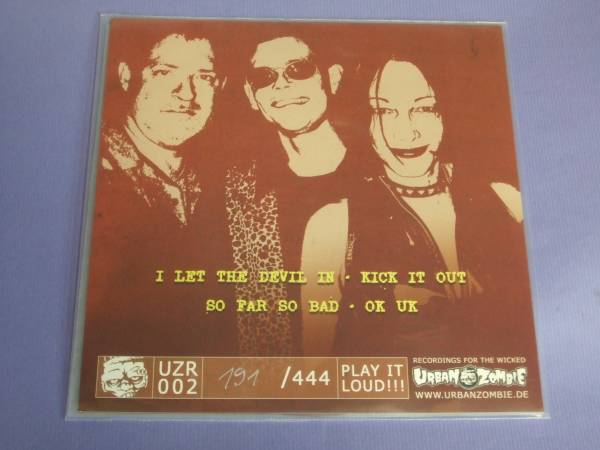 I LET THE DEVIL IN - KICK IT OUT
SO FAR SO BAD - OK UK
UZR 002
191 /444
PLAY IT LOUD!!!
RECORDINGS FOR THE WICKED
URBAN ZOMBIE
WWW.URBANZOMBIE.DE